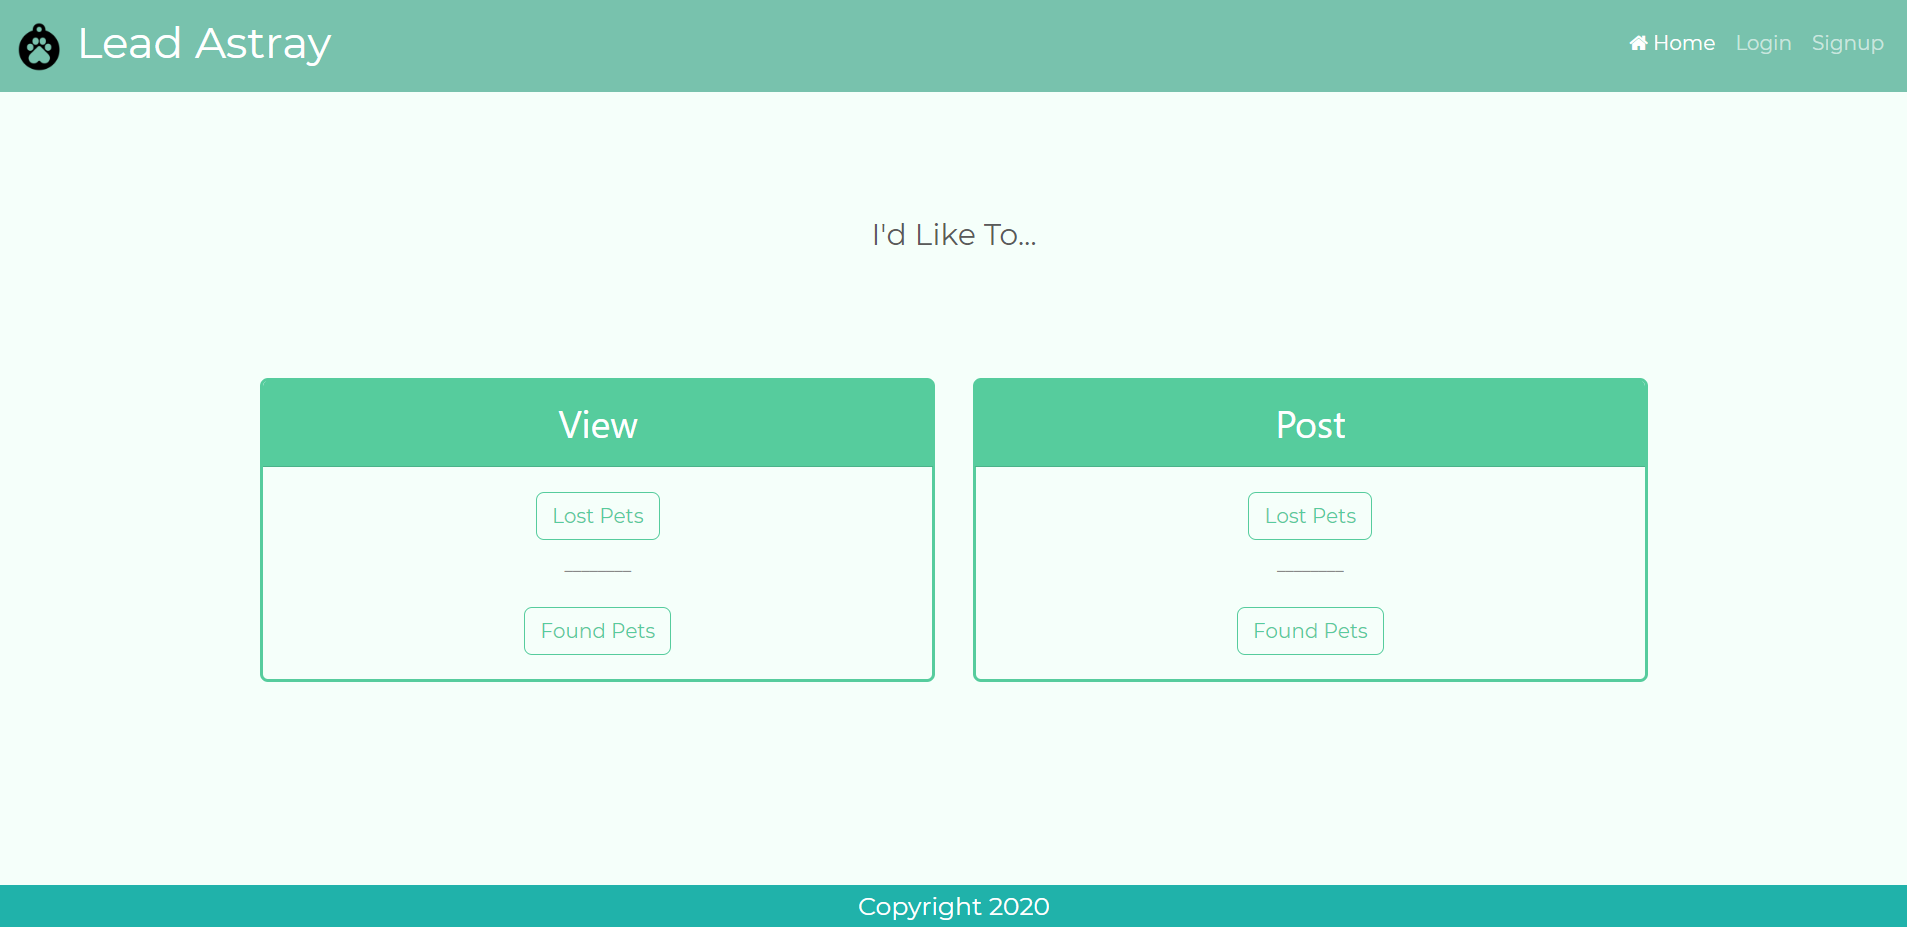 Lead Astray
Home Login Signup
I'd Like To...
View
Lost Pets
Found Pets
Post
Lost Pets
Found Pets
Copyright 2020